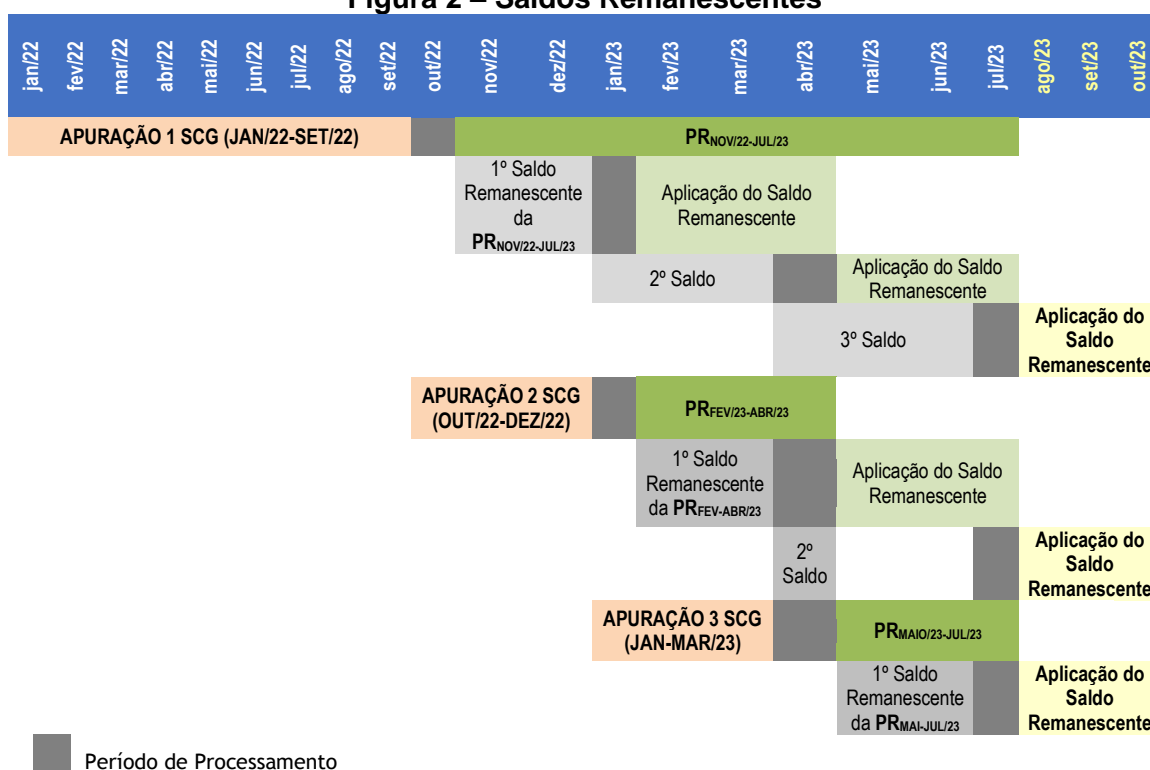 Figura 2 – Saldos Remanescentes
jan/22
fev/22
mar/22
abr/22
mai/22
jun/22
jul/22
ago/22
set/22
out/22
nov/22
dez/22
jan/23
fev/23
mar/23
abr/23
mai/23
jun/23
jul/23
ago/23
set/23
out/23
APURAÇÃO 1 SCG (JAN/22-SET/22)
PRNOV/22-JUL/23
1º Saldo
Remanescente
da
PRNOV/22-JUL/23
Aplicação do Saldo
Remanescente
2º Saldo
Aplicação do Saldo
Remanescente
3º Saldo
Aplicação do
Saldo
Remanescente
APURAÇÃO 2 SCG
(OUT/22-DEZ/22)
PRFEV/23-ABR/23
1º Saldo
Remanescente
da PRFEV-ABR/23
Aplicação do Saldo
Remanescente
2º
Saldo
Aplicação do
Saldo
Remanescente
APURAÇÃO 3 SCG
(JAN-MAR/23)
PRMAIO/23-JUL/23
1º Saldo
Remanescente
da PRMAI-JUL/23
Aplicação do
Saldo
Remanescente
Período de Processamento